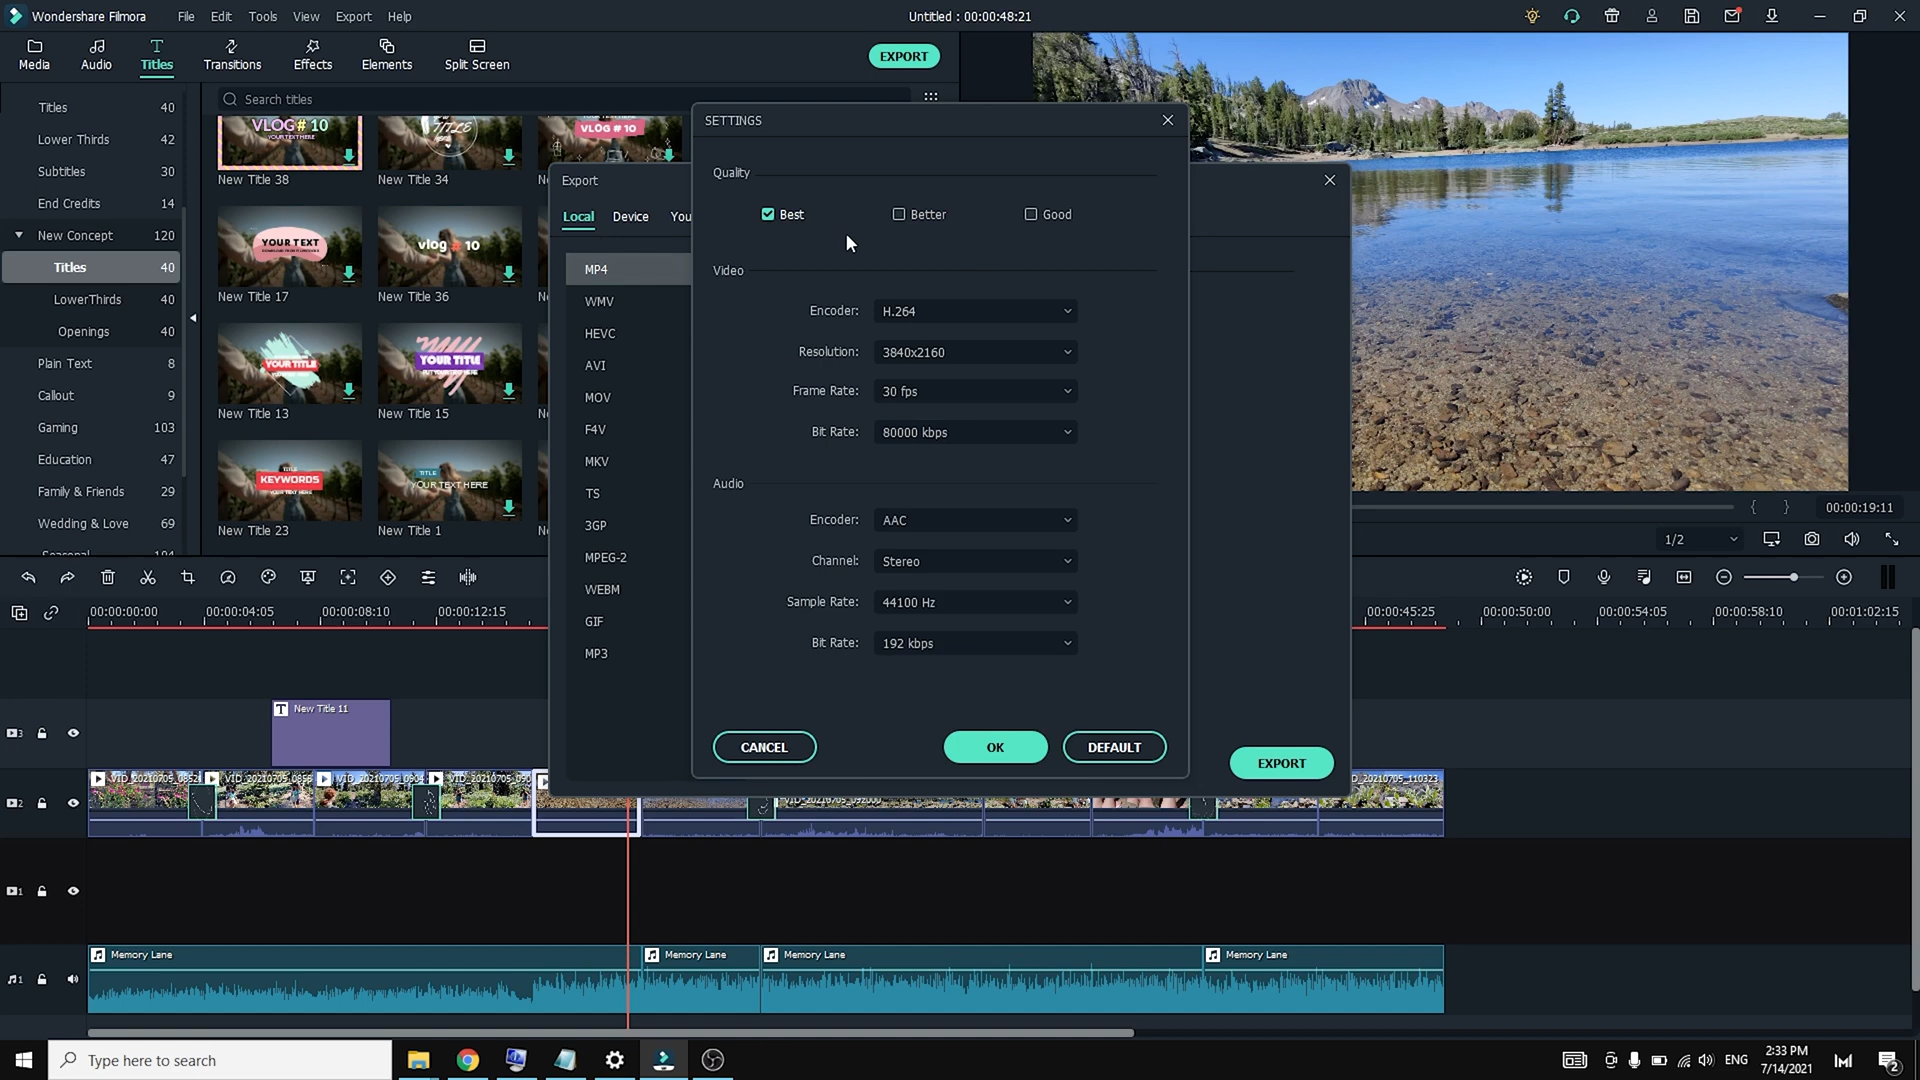 Wondershare Filmora
File Edit Tools View Export Help
Untitled : 00:00:48:21
Media Audio Titles Transitions Effects Elements Split Screen
EXPORT
Titles 40
Lower Thirds 42
Subtitles 30
End Credits 14
New Concept 120
Titles 40
LowerThirds 40
Openings 40
Plain Text 8
Callout 9
Gaming 103
Education 47
Family & Friends 29
Wedding & Love 69
Search titles
VLOG# 10
YOUR TEXT HERE
TITLE
VLOG # 10
New Title 38
New Title 34
YOUR TEXT
vlog # 10
New Title 17
New Title 36
YOUR TITLE
YOUR TITLE
New Title 13
New Title 15
TITLE
KEYWORDS
TITLE
YOUR TEXT HERE
New Title 23
New Title 1
Export
Local Device You
MP4
WMV
HEVC
AVI
MOV
F4V
MKV
TS
3GP
MPEG-2
WEBM
GIF
MP3
EXPORT
SETTINGS
Quality
Best Better Good
Video
Encoder: H.264
Resolution: 3840x2160
Frame Rate: 30 fps
Bit Rate: 80000 kbps
Audio
Encoder: AAC
Channel: Stereo
Sample Rate: 44100 Hz
Bit Rate: 192 kbps
CANCEL OK DEFAULT
{ } 00:00:19:11
1/2
00:00:00:00 00:00:04:05 00:00:08:10 00:00:12:15 00:00:45:25 00:00:50:00 00:00:54:05 00:00:58:10 00:01:02:15
3
T New Title 11
2
VID_20210705_0904
ID_20210705_110323
VID_20210705_092000
1
1
Memory Lane Memory Lane Memory Lane Memory Lane
Type here to search
ENG
2:33 PM
7/14/2021
2